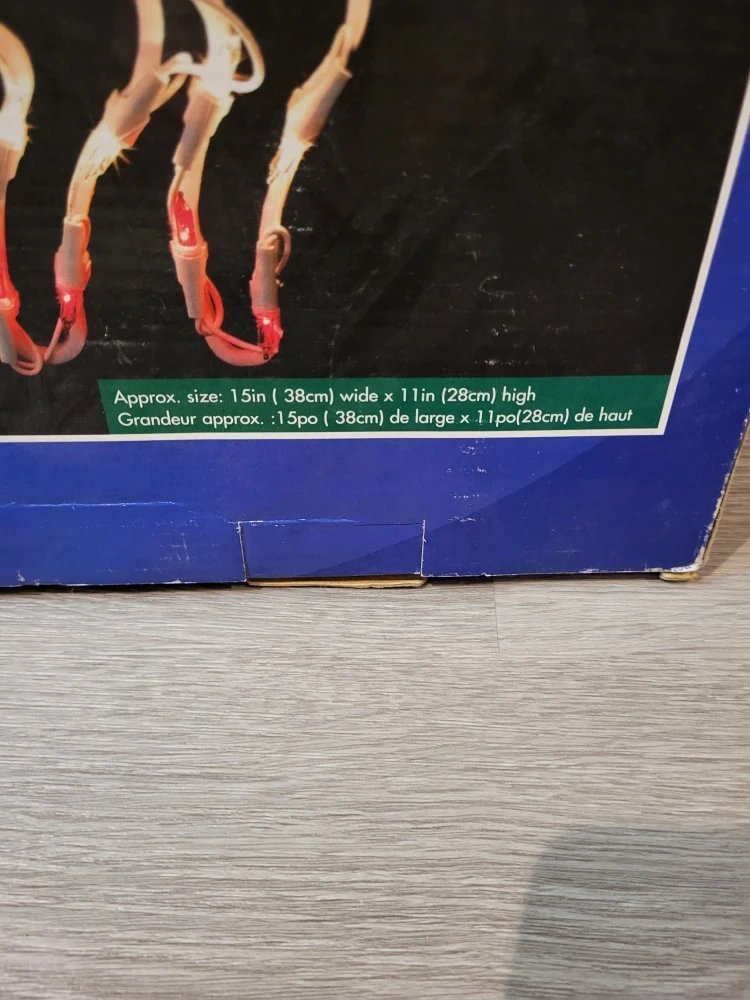 Approx. size: 15in ( 38cm) wide x 11in (28cm) high
Grandeur approx. :15po ( 38cm) de large x 11po(28cm) de haut